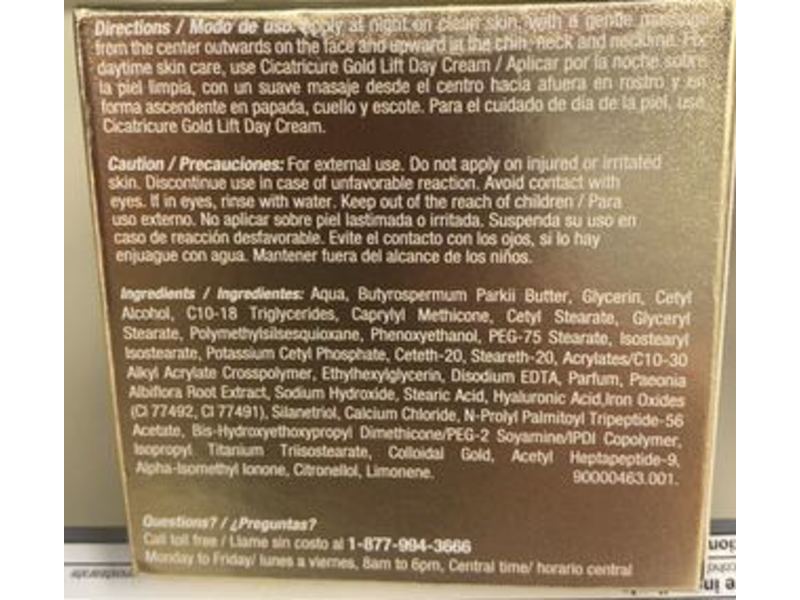 Directions / Modo de uso: Apply at night on clean skin, with a gentle massage
from the center outwards on the face and upward in the chin, neck and neckline. For
daytime skin care, use Cicatricure Gold Lift Day Cream / Aplicar por la noche sobre
la piel limpia, con un suave masaje desde el centro hacia afuera en rostro y en
forma ascendente en papada, cuello y escote. Para el cuidado de dia de la piel, use
Cicatricure Gold Lift Day Cream.
Caution / Precauciones: For external use. Do not apply on injured or irritated
skin. Discontinue use in case of unfavorable reaction. Avoid contact with
eyes. If in eyes, rinse with water. Keep out of the reach of children / Para
uso externo. No aplicar sobre piel lastimada o irritada. Suspenda su uso en
caso de reacción desfavorable. Evite el contacto con los ojos, si lo hay
enjuague con agua. Mantener fuera del alcance de los niños.
Ingredients / Ingredientes: Aqua, Butyrospermum Parkii Butter, Glycerin, Cetyl
Alcohol, C10-18 Triglycerides, Caprylyl Methicone, Cetyl Stearate, Glyceryl
Stearate, Polymethylsilsesquioxane, Phenoxyethanol, PEG-75 Stearate, Isostearyl
Isostearate, Potassium Cetyl Phosphate, Ceteth-20, Steareth-20, Acrylates/C10-30
Alkyl Acrylate Crosspolymer, Ethylhexylglycerin, Disodium EDTA, Parfum, Paeonia
Albiflora Root Extract, Sodium Hydroxide, Stearic Acid, Hyaluronic Acid,Iron Oxides
(CI 77492, CI 77491), Silanetriol, Calcium Chloride, N-Prolyl Palmitoyl Tripeptide-56
Acetate, Bis-Hydroxyethoxypropyl Dimethicone/PEG-2 Soyamine/IPDI Copolymer,
Isopropyl Titanium Triisostearate, Colloidal Gold, Acetyl Heptapeptide-9,
Alpha-Isomethyl Ionone, Citronellol, Limonene. 90000463.001.
Questions? / ¿Preguntas?
Call toll free / Llame sin costo al 1-877-994-3666
Monday to Friday/ lunes a viernes, 8am to 6pm, Central time/ horario central